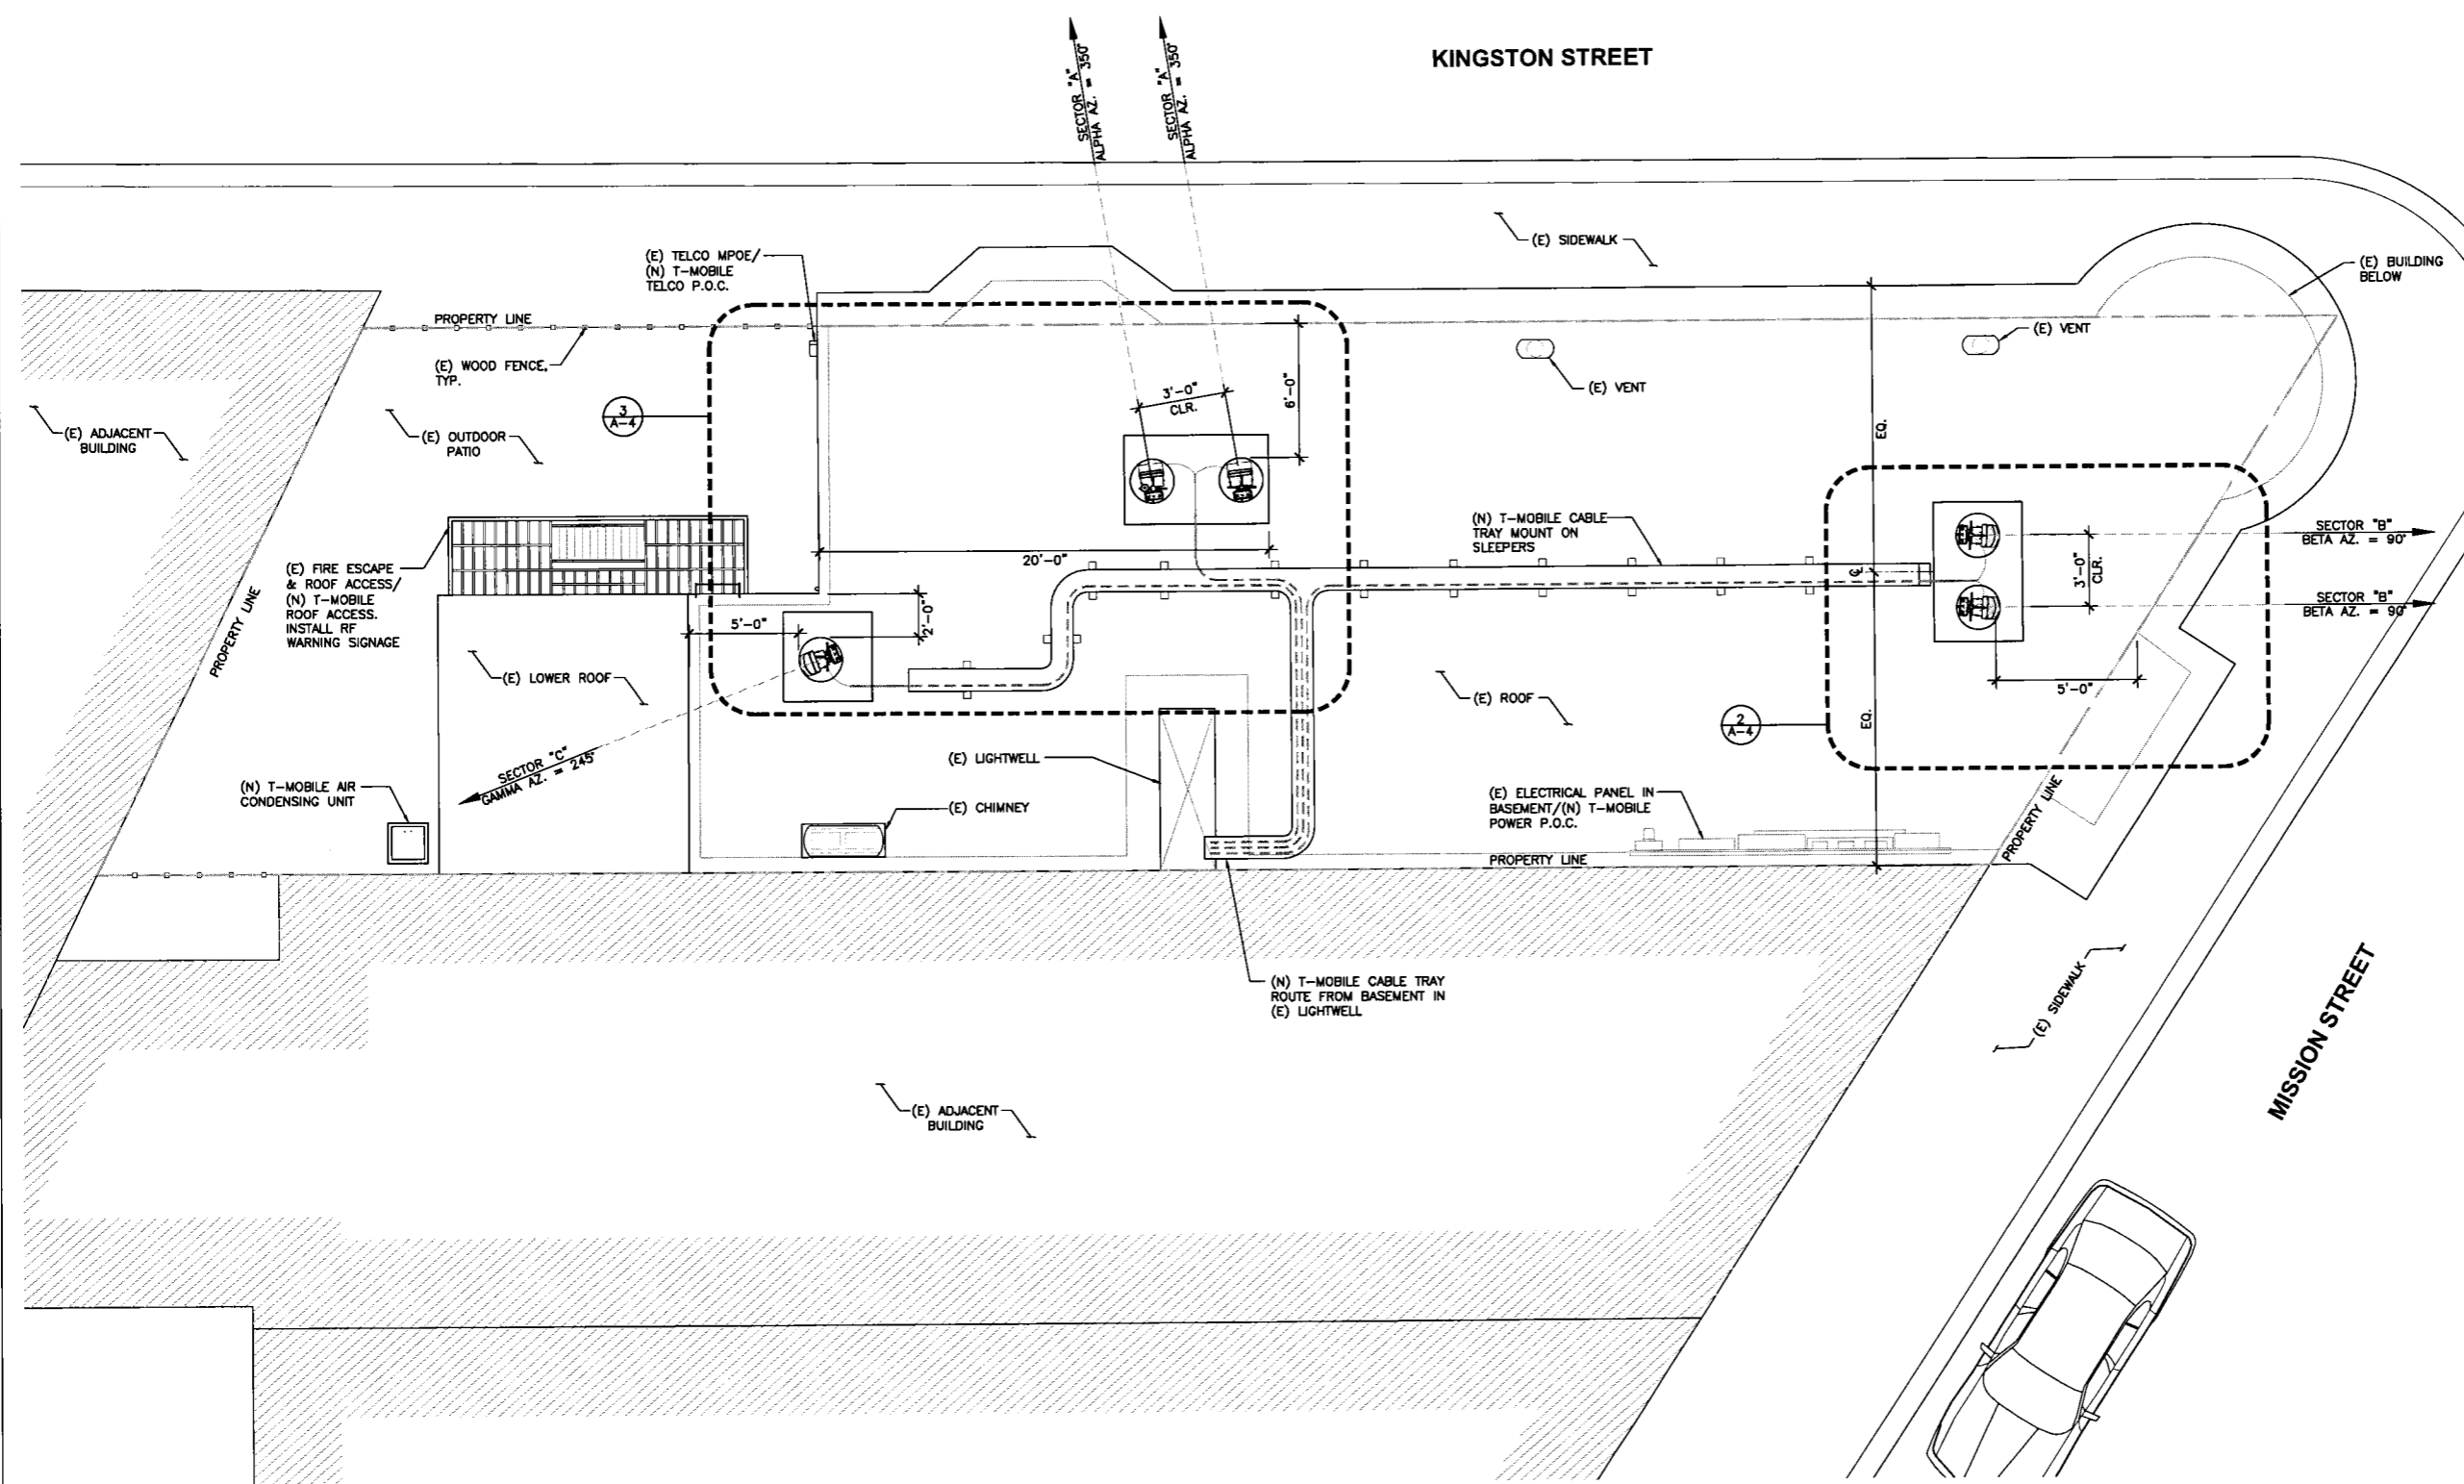 KINGSTON STREET
SECTOR "A"
ALPHA AZ. = 350°
SECTOR "A"
ALPHA AZ. = 350°
(E) SIDEWALK
(E) TELCO MPOE/
(N) T-MOBILE
TELCO P.O.C.
(E) BUILDING
BELOW
PROPERTY LINE
(E) VENT
(E) WOOD FENCE,
TYP.
(E) VENT
3'-0"
CLR.
6'-0"
3
A-4
(E) ADJACENT
BUILDING
(E) OUTDOOR
PATIO
EQ.
(N) T-MOBILE CABLE
TRAY MOUNT ON
SLEEPERS
SECTOR "B"
BETA AZ. = 90°
20'-0"
(E) FIRE ESCAPE
& ROOF ACCESS/
(N) T-MOBILE
ROOF ACCESS.
INSTALL RF
WARNING SIGNAGE
PROPERTY LINE
℄
3'-0"
CLR.
SECTOR "B"
BETA AZ. = 90°
5'-0"
2'-0"
(E) LOWER ROOF
(E) ROOF
5'-0"
2
A-4
EQ.
SECTOR "C"
GAMMA AZ. = 245°
(E) LIGHTWELL
(N) T-MOBILE AIR
CONDENSING UNIT
(E) CHIMNEY
(E) ELECTRICAL PANEL IN
BASEMENT/(N) T-MOBILE
POWER P.O.C.
PROPERTY LINE
PROPERTY LINE
(N) T-MOBILE CABLE TRAY
ROUTE FROM BASEMENT IN
(E) LIGHTWELL
(E) SIDEWALK
MISSION STREET
(E) ADJACENT
BUILDING